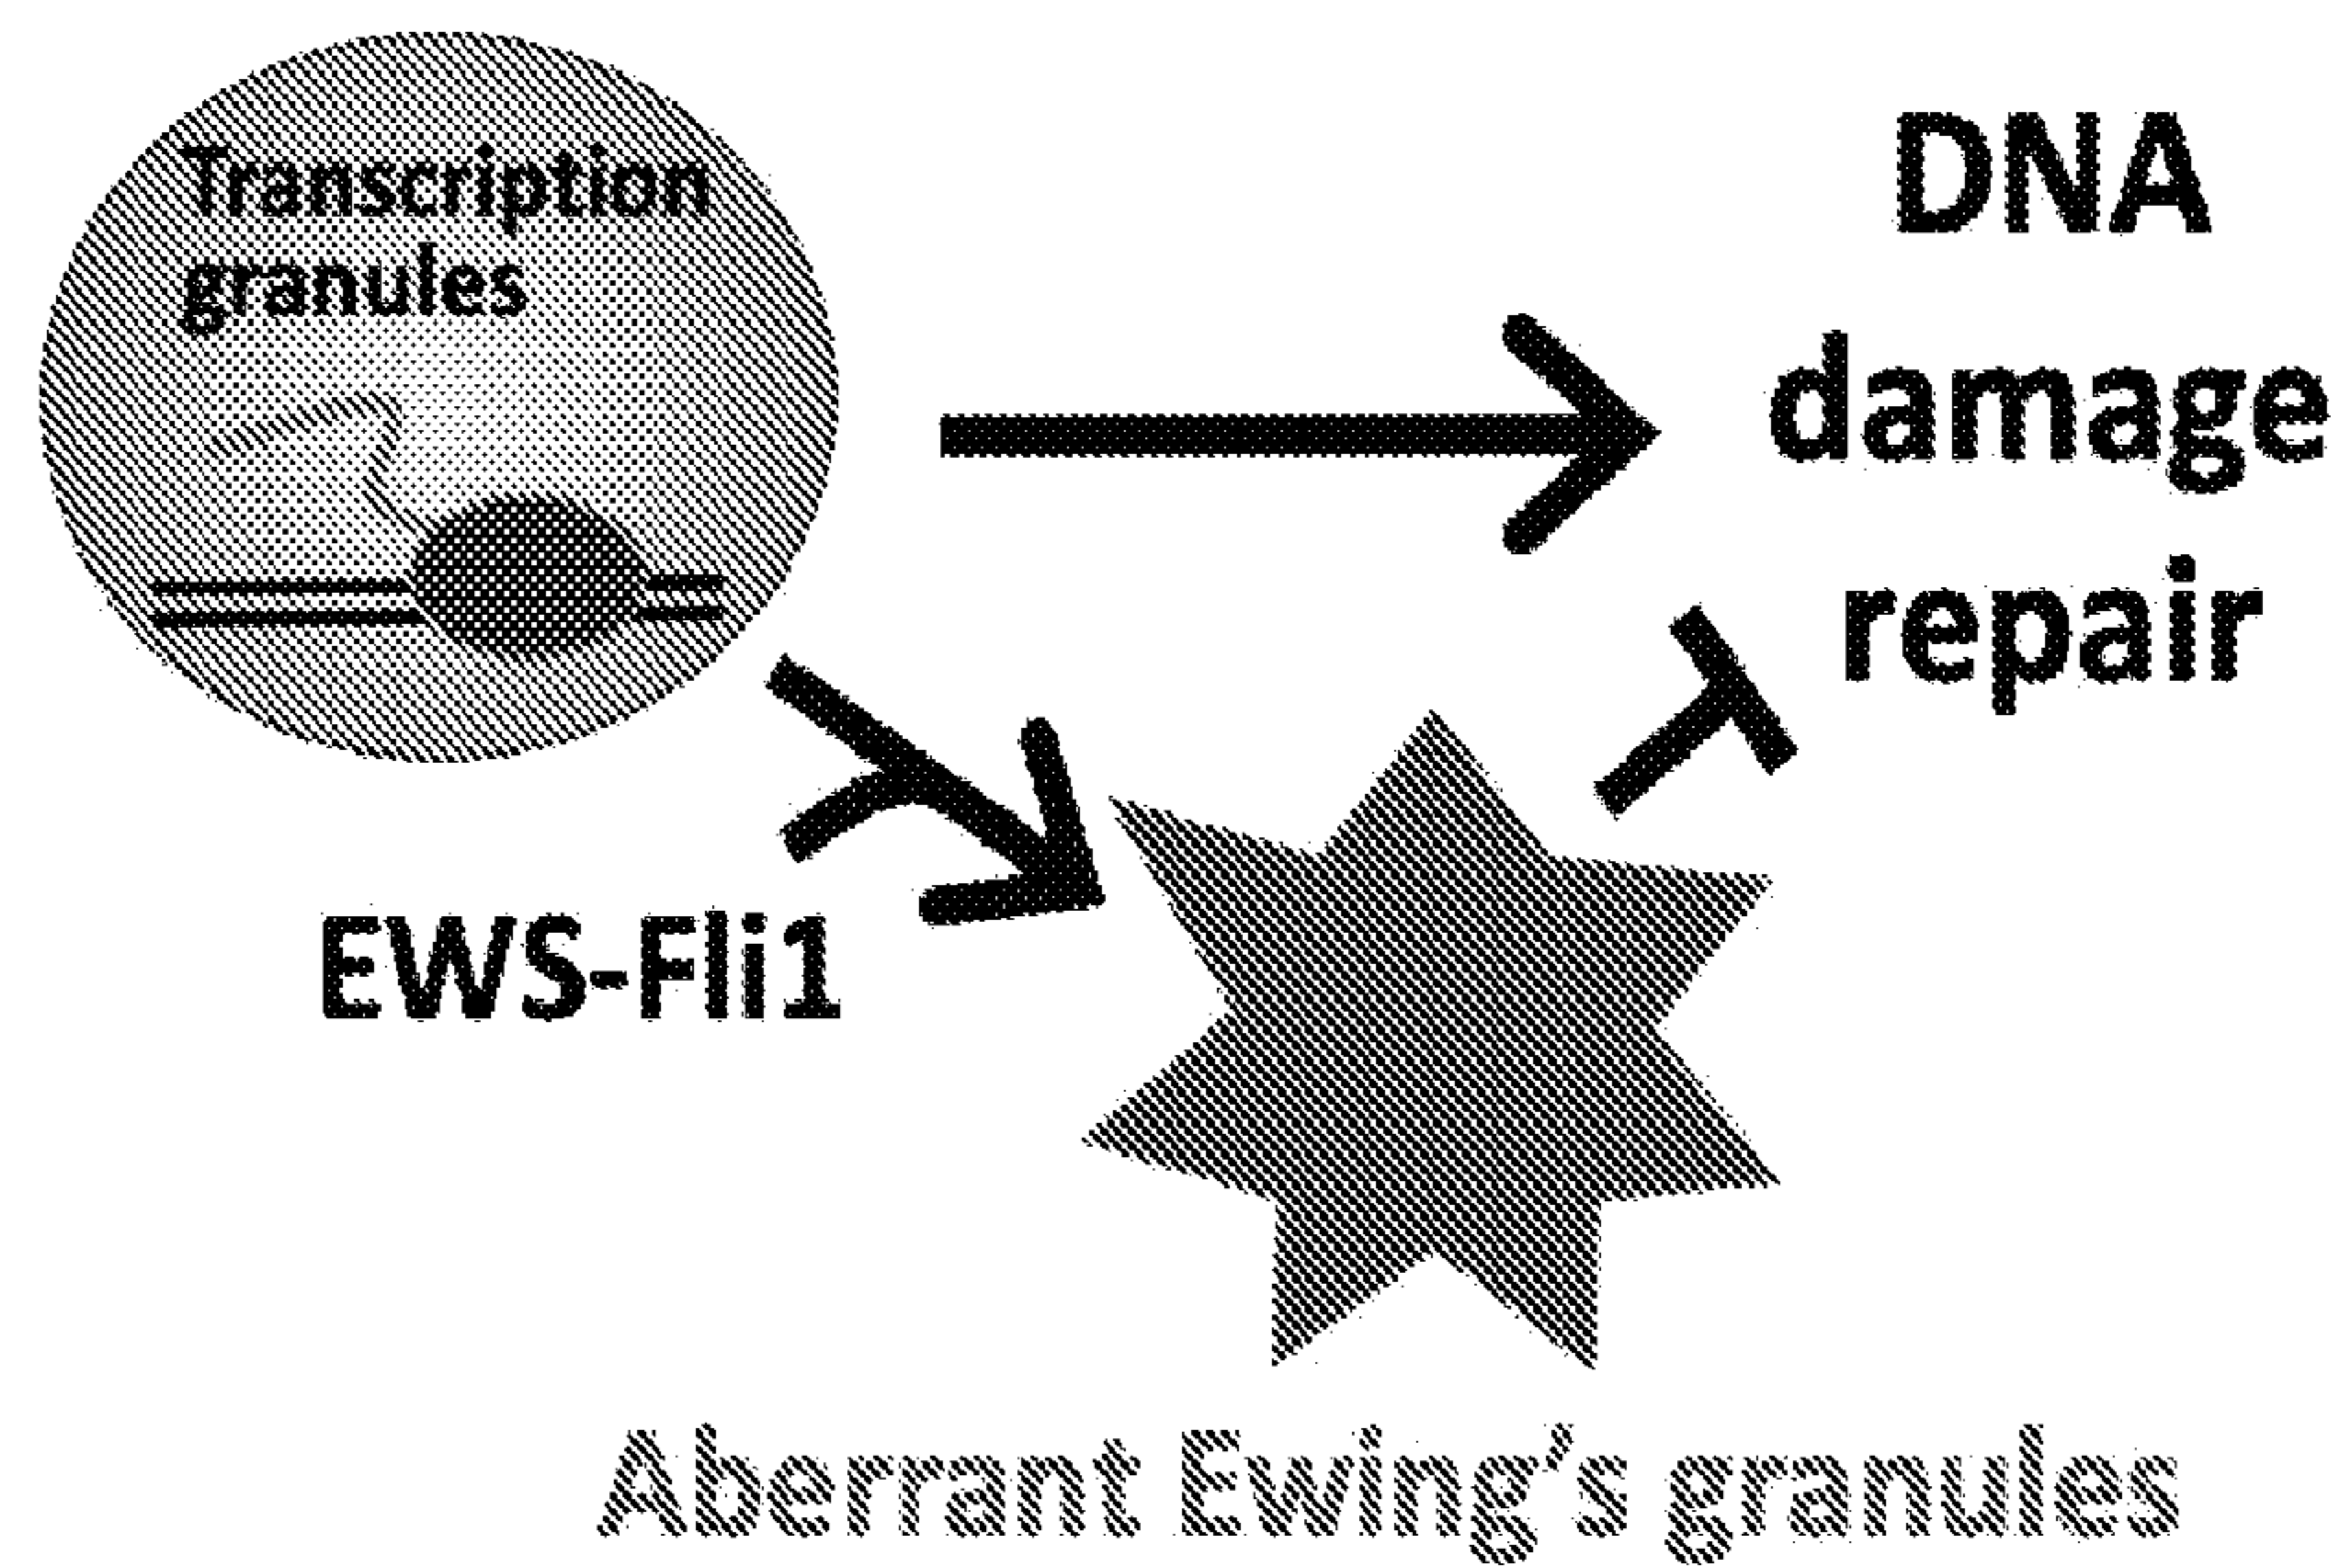 Transcription
granules
DNA
damage
repair
EWS-Fli1
Aberrant Ewing’s granules